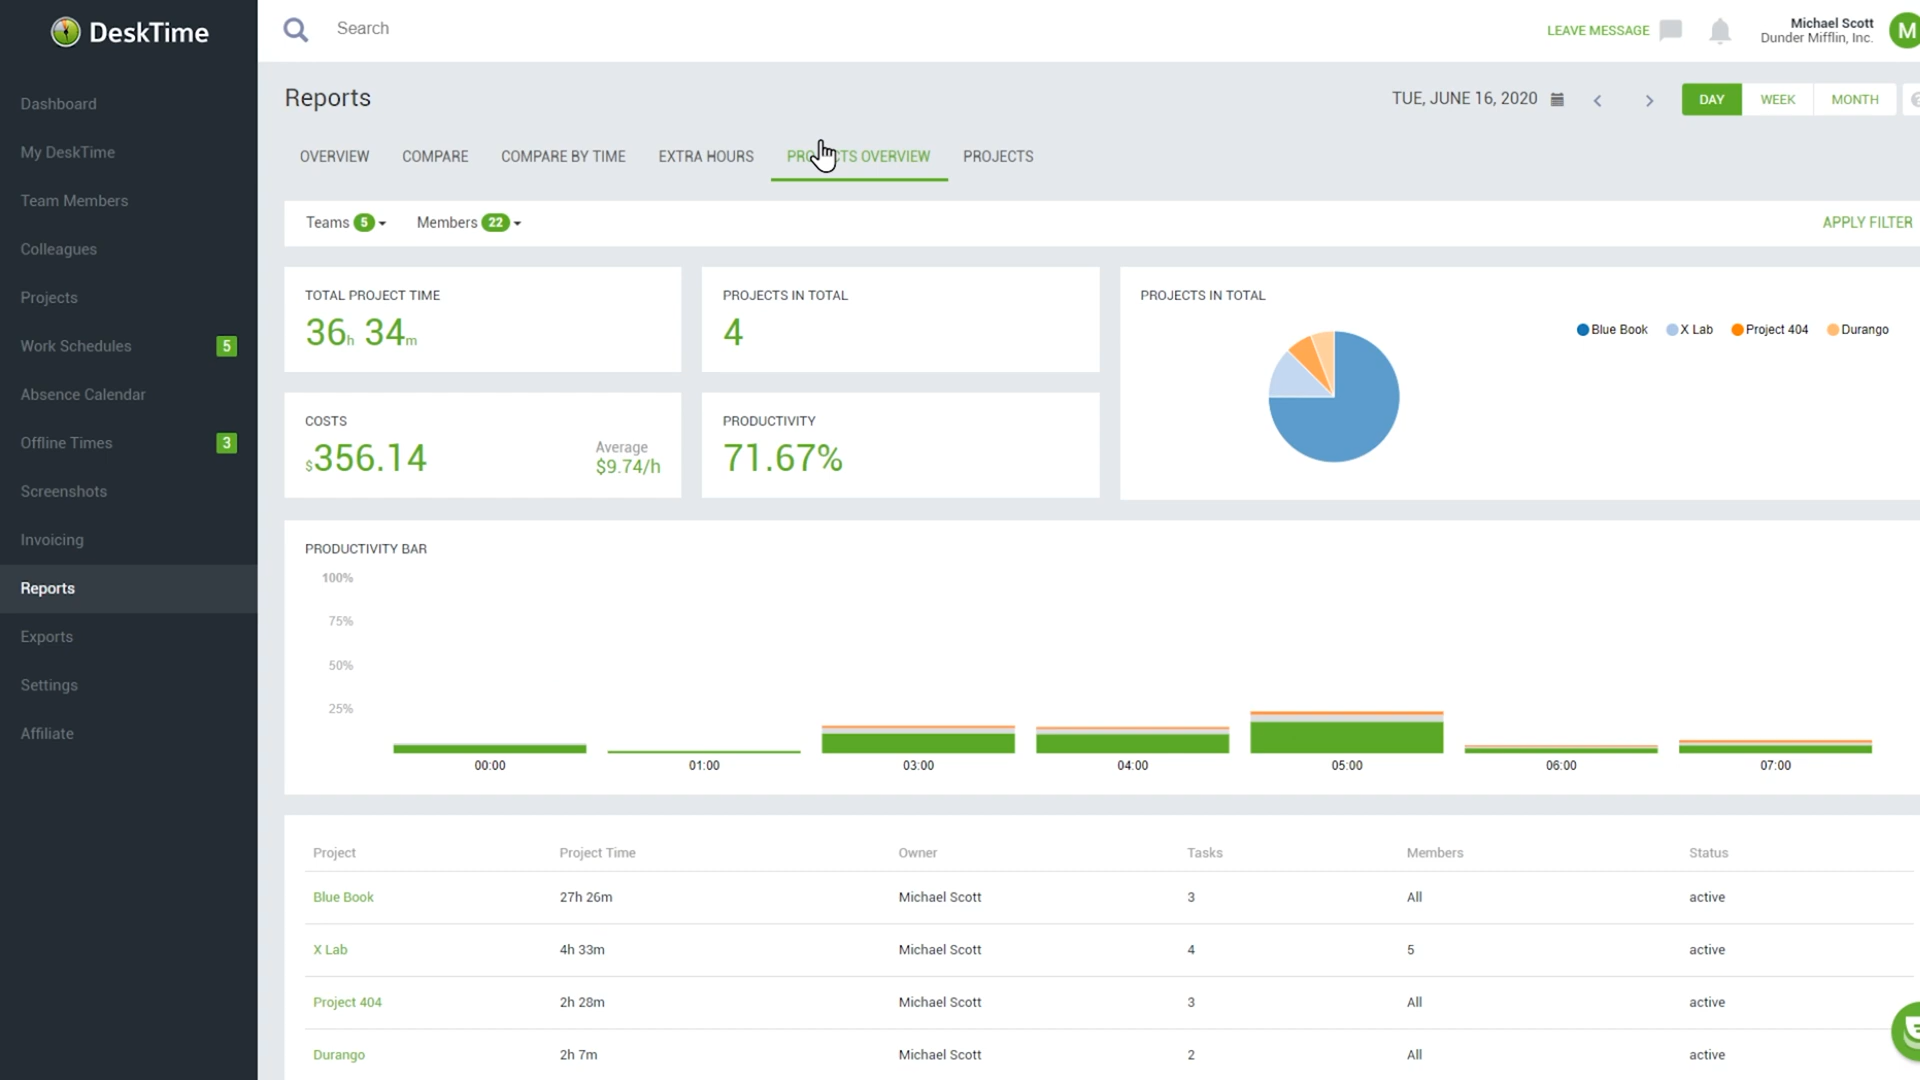 DeskTime
Search
LEAVE MESSAGE
Michael Scott
Dunder Mifflin, Inc.
M
Dashboard
My DeskTime
Team Members
Colleagues
Projects
Work Schedules 5
Absence Calendar
Offline Times 3
Screenshots
Invoicing
Reports
Exports
Settings
Affiliate
Reports
TUE, JUNE 16, 2020
DAY WEEK MONTH
OVERVIEW COMPARE COMPARE BY TIME EXTRA HOURS PROJECTS OVERVIEW PROJECTS
Teams 5 Members 22 APPLY FILTER
TOTAL PROJECT TIME
36h 34m
PROJECTS IN TOTAL
4
COSTS
$356.14
Average
$9.74/h
PRODUCTIVITY
71.67%
PROJECTS IN TOTAL
Blue Book X Lab Project 404 Durango
PRODUCTIVITY BAR
100%
75%
50%
25%
00:00 01:00 03:00 04:00 05:00 06:00 07:00
Project Project Time Owner Tasks Members Status
Blue Book 27h 26m Michael Scott 3 All active
X Lab 4h 33m Michael Scott 4 5 active
Project 404 2h 28m Michael Scott 3 All active
Durango 2h 7m Michael Scott 2 All active